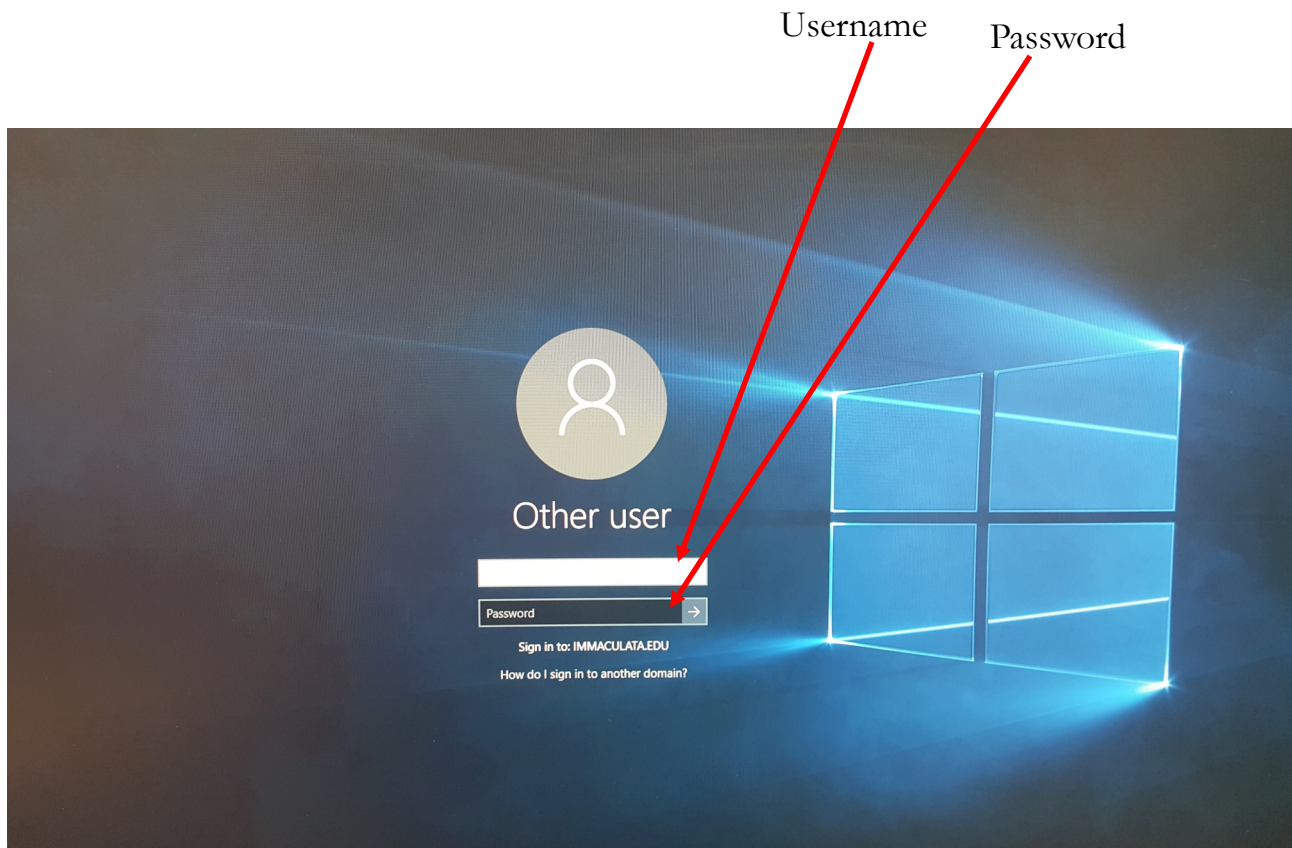 Username
Password
Other user
Password
Sign in to: IMMACULATA.EDU
How do I sign in to another domain?